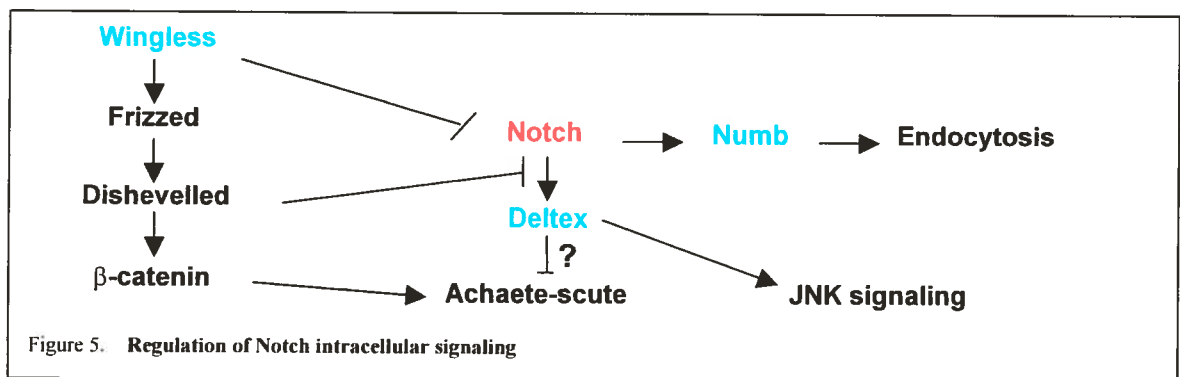 Wingless
Frizzed
Notch
Numb
Endocytosis
Dishevelled
Deltex
?
β-catenin
Achaete-scute
JNK signaling
Figure 5. Regulation of Notch intracellular signaling